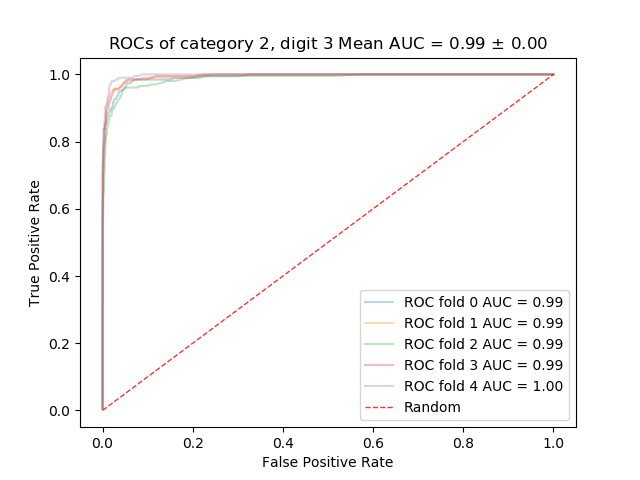 ROCs of category 2, digit 3 Mean AUC = 0.99 ± 0.00
True Positive Rate
1.0
0.8
0.6
0.4
0.2
0.0
ROC fold 0 AUC = 0.99
ROC fold 1 AUC = 0.99
ROC fold 2 AUC = 0.99
ROC fold 3 AUC = 0.99
ROC fold 4 AUC = 1.00
Random
0.0 0.2 0.4 0.6 0.8 1.0
False Positive Rate